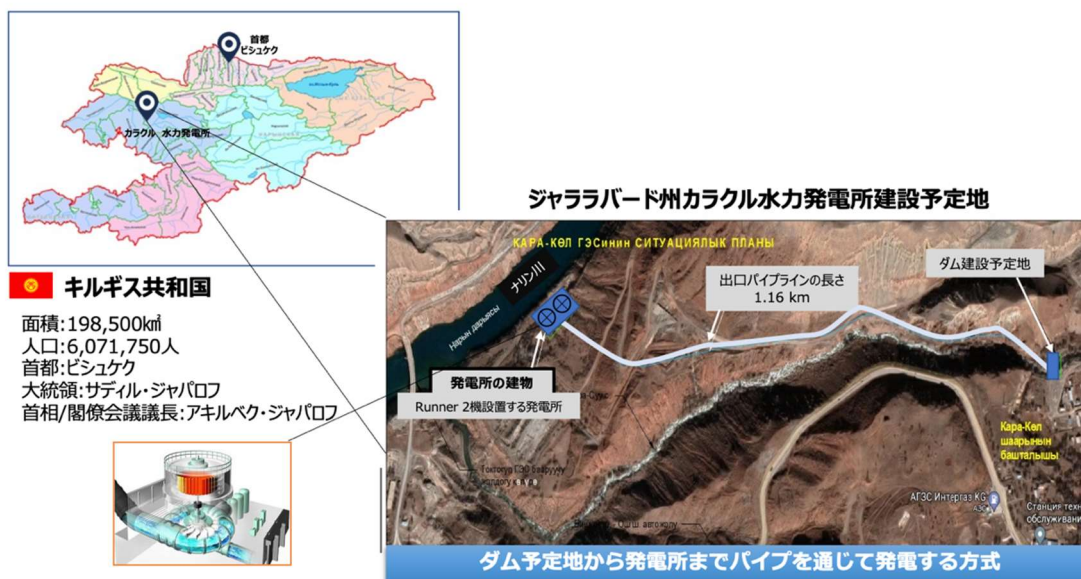 首都
ビシュケク
カラクル 水力発電所
キルギス共和国
面積:198,500㎢
人口:6,071,750人
首都:ビシュケク
大統領:サディル・ジャパロフ
首相/閣僚会議議長:アキルベク・ジャパロフ
ジャララバード州カラクル水力発電所建設予定地
КАРА-КӨЛ ГЭСинин СИТУАЦИЯЛЫК ПЛАНЫ
ナリン川
Нарын дарыясы
出口パイプラインの長さ
1.16 km
ダム建設予定地
発電所の建物
Runner 2機設置する発電所
Кара-Көл
шаарынын
башталышы
АГЗС Интергаз KG
АЗС
Станция техн
обслуживани
ダム予定地から発電所までパイプを通じて発電する方式